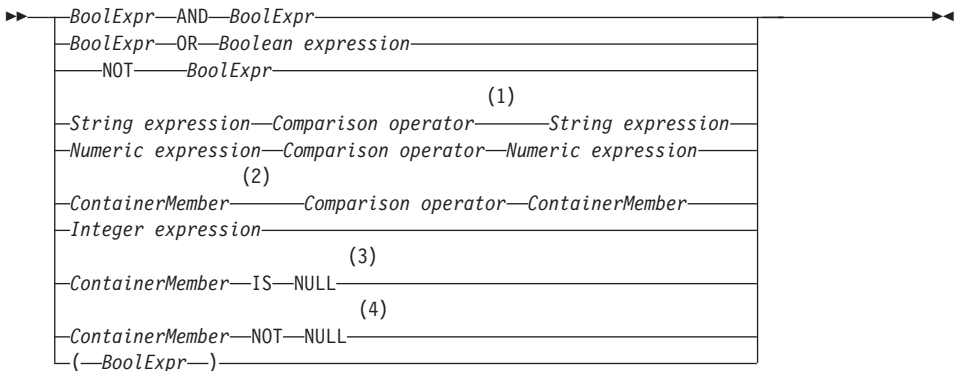 BoolExpr AND BoolExpr
BoolExpr OR Boolean expression
NOT BoolExpr
(1)
String expression Comparison operator String expression
Numeric expression Comparison operator Numeric expression
(2)
ContainerMember Comparison operator ContainerMember
Integer expression
(3)
ContainerMember IS NULL
(4)
ContainerMember NOT NULL
( BoolExpr )